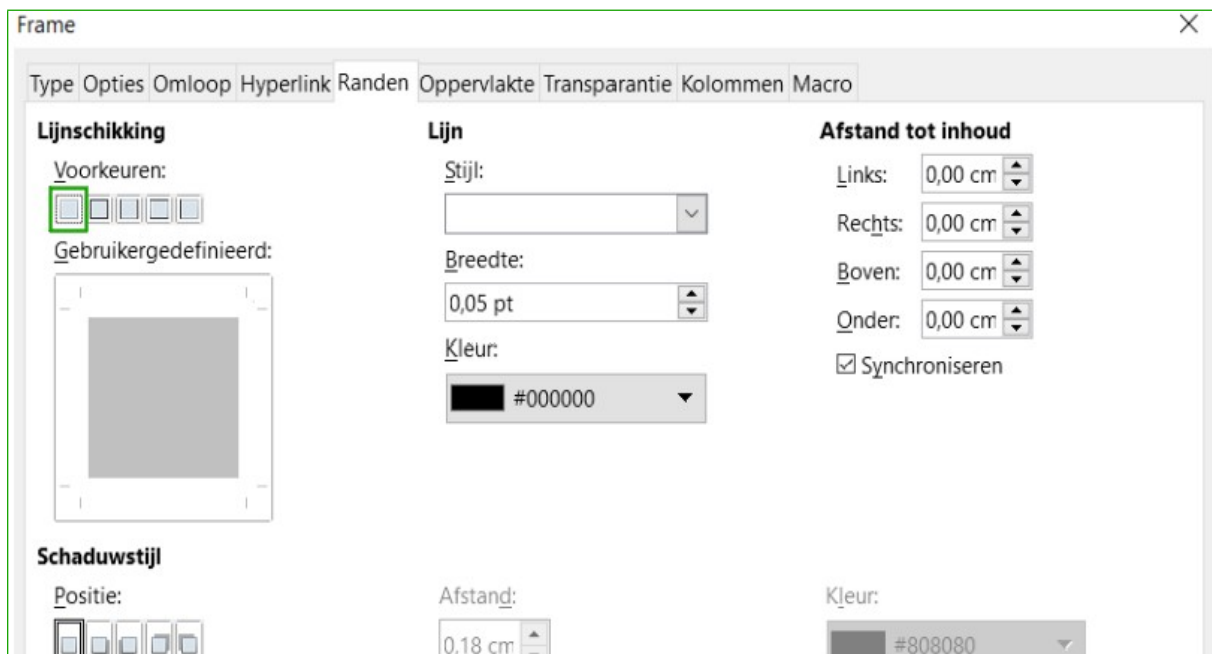 Frame
Type Opties Omloop Hyperlink Randen Oppervlakte Transparantie Kolommen Macro
Lijnschikking
Voorkeuren:
Gebruikergedefinieerd:
Lijn
Stijl:
Breedte:
0,05 pt
Kleur:
#000000
Afstand tot inhoud
Links: 0,00 cm
Rechts: 0,00 cm
Boven: 0,00 cm
Onder: 0,00 cm
Synchroniseren
Schaduwstijl
Positie:
Afstand:
0,18 cm
Kleur:
#808080